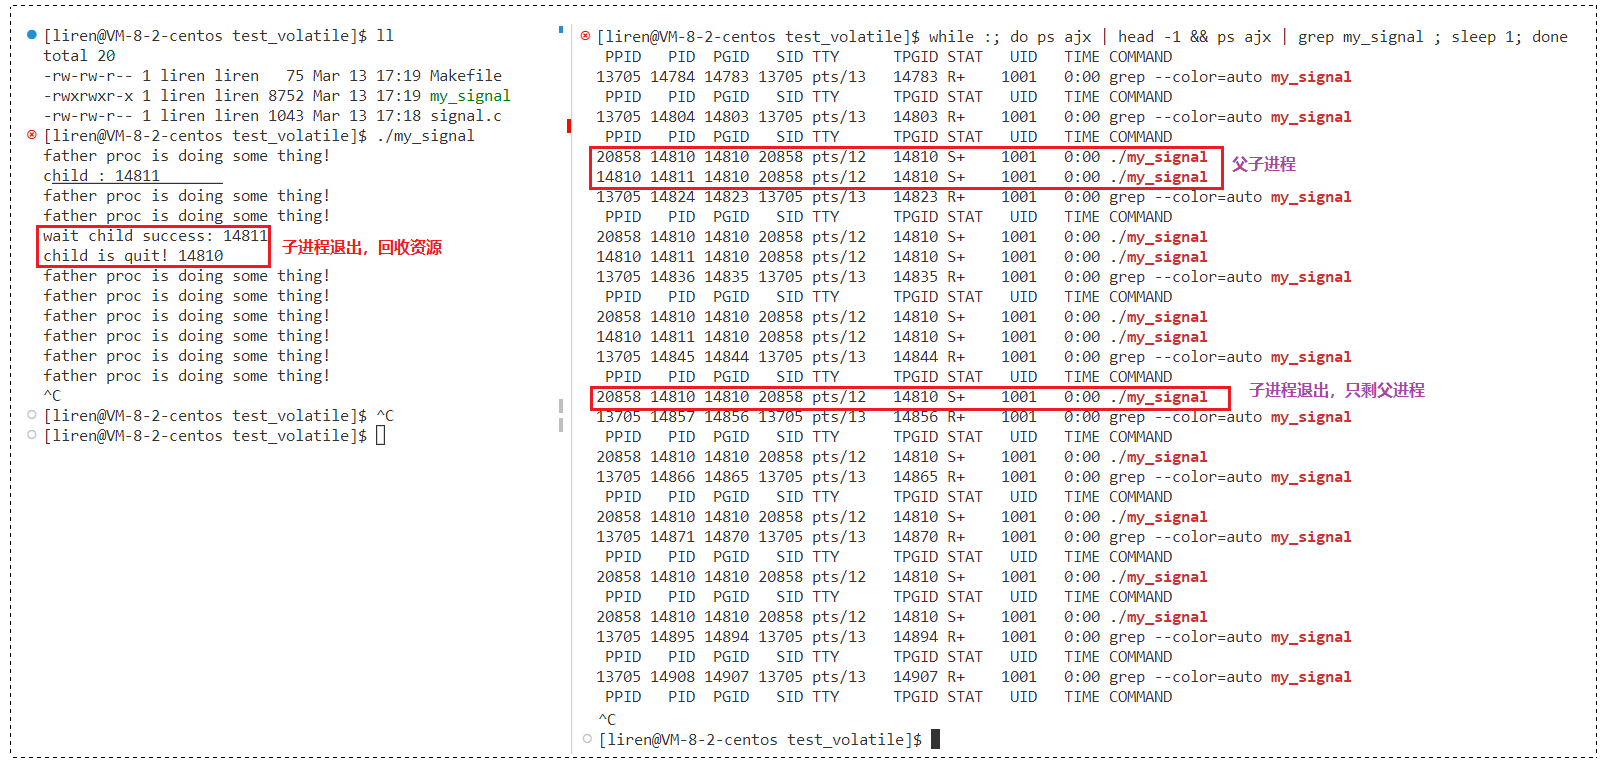 [liren@VM-8-2-centos test_volatile]$ ll
total 20
-rw-rw-r-- 1 liren liren   75 Mar 13 17:19 Makefile
-rwxrwxr-x 1 liren liren 8752 Mar 13 17:19 my_signal
-rw-rw-r-- 1 liren liren 1043 Mar 13 17:18 signal.c
[liren@VM-8-2-centos test_volatile]$ ./my_signal
father proc is doing some thing!
child : 14811
father proc is doing some thing!
father proc is doing some thing!
wait child success: 14811
child is quit! 14810
子进程退出，回收资源
father proc is doing some thing!
father proc is doing some thing!
father proc is doing some thing!
father proc is doing some thing!
father proc is doing some thing!
father proc is doing some thing!
^C
[liren@VM-8-2-centos test_volatile]$ ^C
[liren@VM-8-2-centos test_volatile]$
[liren@VM-8-2-centos test_volatile]$ while :; do ps ajx | head -1 && ps ajx | grep my_signal ; sleep 1; done
PPID   PID  PGID   SID TTY      TPGID STAT   UID   TIME COMMAND
13705 14784 14783 13705 pts/13   14783 R+    1001   0:00 grep --color=auto my_signal
PPID   PID  PGID   SID TTY      TPGID STAT   UID   TIME COMMAND
13705 14804 14803 13705 pts/13   14803 R+    1001   0:00 grep --color=auto my_signal
PPID   PID  PGID   SID TTY      TPGID STAT   UID   TIME COMMAND
20858 14810 14810 20858 pts/12   14810 S+    1001   0:00 ./my_signal
14810 14811 14810 20858 pts/12   14810 S+    1001   0:00 ./my_signal
父子进程
13705 14824 14823 13705 pts/13   14823 R+    1001   0:00 grep --color=auto my_signal
PPID   PID  PGID   SID TTY      TPGID STAT   UID   TIME COMMAND
20858 14810 14810 20858 pts/12   14810 S+    1001   0:00 ./my_signal
14810 14811 14810 20858 pts/12   14810 S+    1001   0:00 ./my_signal
13705 14836 14835 13705 pts/13   14835 R+    1001   0:00 grep --color=auto my_signal
PPID   PID  PGID   SID TTY      TPGID STAT   UID   TIME COMMAND
20858 14810 14810 20858 pts/12   14810 S+    1001   0:00 ./my_signal
14810 14811 14810 20858 pts/12   14810 S+    1001   0:00 ./my_signal
13705 14845 14844 13705 pts/13   14844 R+    1001   0:00 grep --color=auto my_signal
PPID   PID  PGID   SID TTY      TPGID STAT   UID   TIME COMMAND
20858 14810 14810 20858 pts/12   14810 S+    1001   0:00 ./my_signal
子进程退出，只剩父进程
13705 14857 14856 13705 pts/13   14856 R+    1001   0:00 grep --color=auto my_signal
PPID   PID  PGID   SID TTY      TPGID STAT   UID   TIME COMMAND
20858 14810 14810 20858 pts/12   14810 S+    1001   0:00 ./my_signal
13705 14866 14865 13705 pts/13   14865 R+    1001   0:00 grep --color=auto my_signal
PPID   PID  PGID   SID TTY      TPGID STAT   UID   TIME COMMAND
20858 14810 14810 20858 pts/12   14810 S+    1001   0:00 ./my_signal
13705 14871 14870 13705 pts/13   14870 R+    1001   0:00 grep --color=auto my_signal
PPID   PID  PGID   SID TTY      TPGID STAT   UID   TIME COMMAND
20858 14810 14810 20858 pts/12   14810 S+    1001   0:00 ./my_signal
PPID   PID  PGID   SID TTY      TPGID STAT   UID   TIME COMMAND
20858 14810 14810 20858 pts/12   14810 S+    1001   0:00 ./my_signal
13705 14895 14894 13705 pts/13   14894 R+    1001   0:00 grep --color=auto my_signal
PPID   PID  PGID   SID TTY      TPGID STAT   UID   TIME COMMAND
13705 14908 14907 13705 pts/13   14907 R+    1001   0:00 grep --color=auto my_signal
PPID   PID  PGID   SID TTY      TPGID STAT   UID   TIME COMMAND
^C
[liren@VM-8-2-centos test_volatile]$